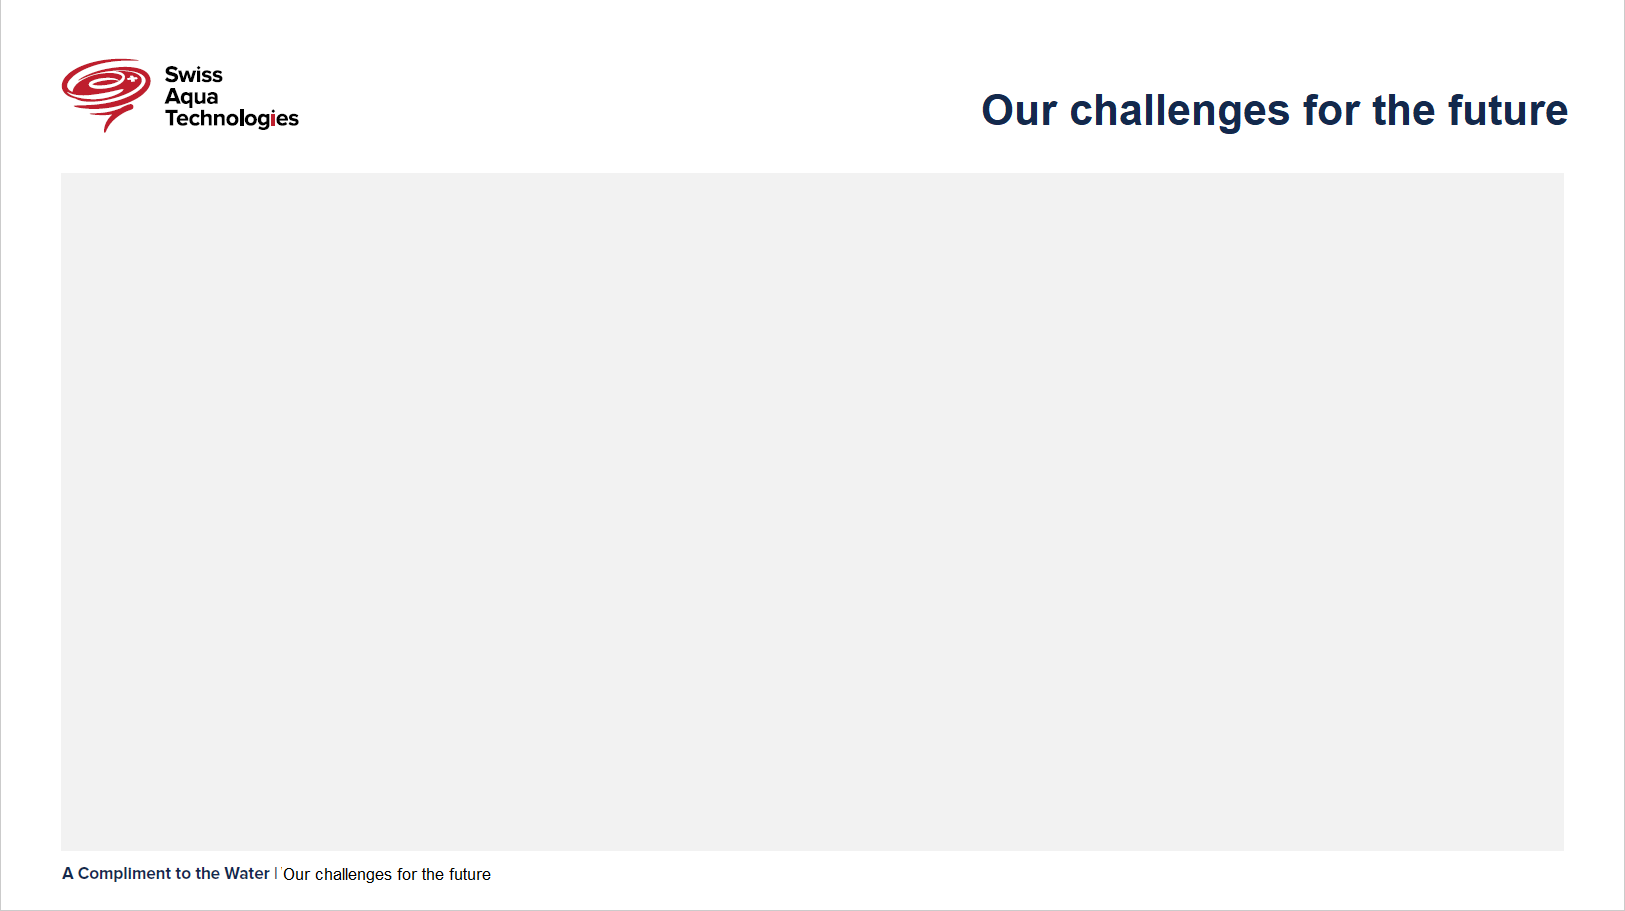 Swiss
Aqua
Technologies
Our challenges for the future
A Compliment to the Water | Our challenges for the future